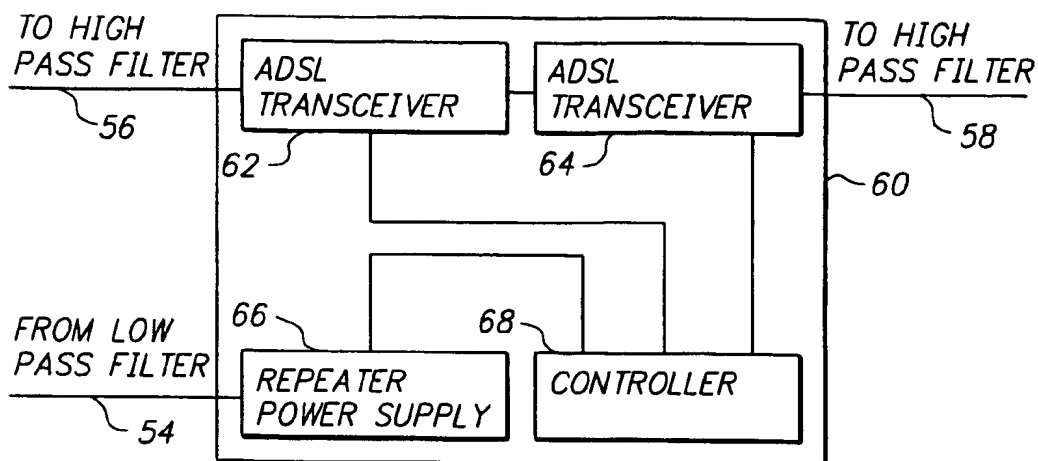 TO HIGH
PASS FILTER
56
ADSL
TRANSCEIVER
62
ADSL
TRANSCEIVER
64
TO HIGH
PASS FILTER
58
60
FROM LOW
PASS FILTER
54
66
REPEATER
POWER SUPPLY
68
CONTROLLER